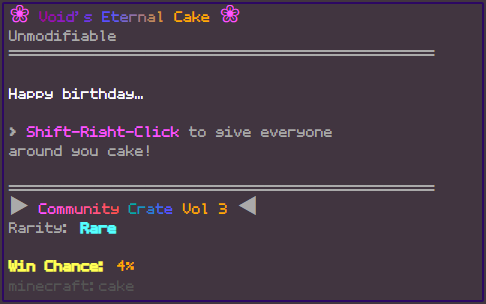 ❀ Void's Eternal Cake ❀
Unmodifiable
Happy birthday…
> Shift-Right-Click to give everyone
around you cake!
▶ Community Crate Vol 3 ◀
Rarity: Rare
Win Chance: 4%
minecraft:cake